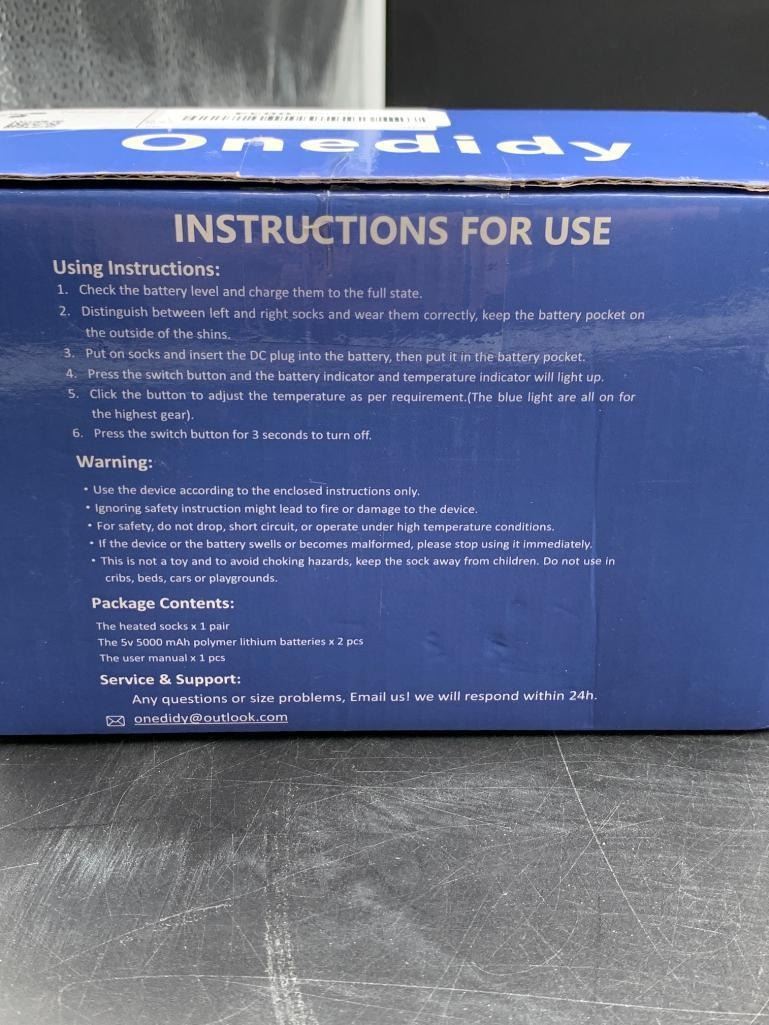 Onedidy
INSTRUCTIONS FOR USE
Using Instructions:
1. Check the battery level and charge them to the full state.
2. Distinguish between left and right socks and wear them correctly, keep the battery pocket on
the outside of the shins.
3. Put on socks and insert the DC plug into the battery, then put it in the battery pocket.
4. Press the switch button and the battery indicator and temperature indicator will light up.
5. Click the button to adjust the temperature as per requirement.(The blue light are all on for
the highest gear).
6. Press the switch button for 3 seconds to turn off.
Warning:
• Use the device according to the enclosed instructions only.
• Ignoring safety instruction might lead to fire or damage to the device.
• For safety, do not drop, short circuit, or operate under high temperature conditions.
• If the device or the battery swells or becomes malformed, please stop using it immediately.
• This is not a toy and to avoid choking hazards, keep the sock away from children. Do not use in
cribs, beds, cars or playgrounds.
Package Contents:
The heated socks x 1 pair
The 5v 5000 mAh polymer lithium batteries x 2 pcs
The user manual x 1 pcs
Service & Support:
Any questions or size problems, Email us! we will respond within 24h.
onedidy@outlook.com